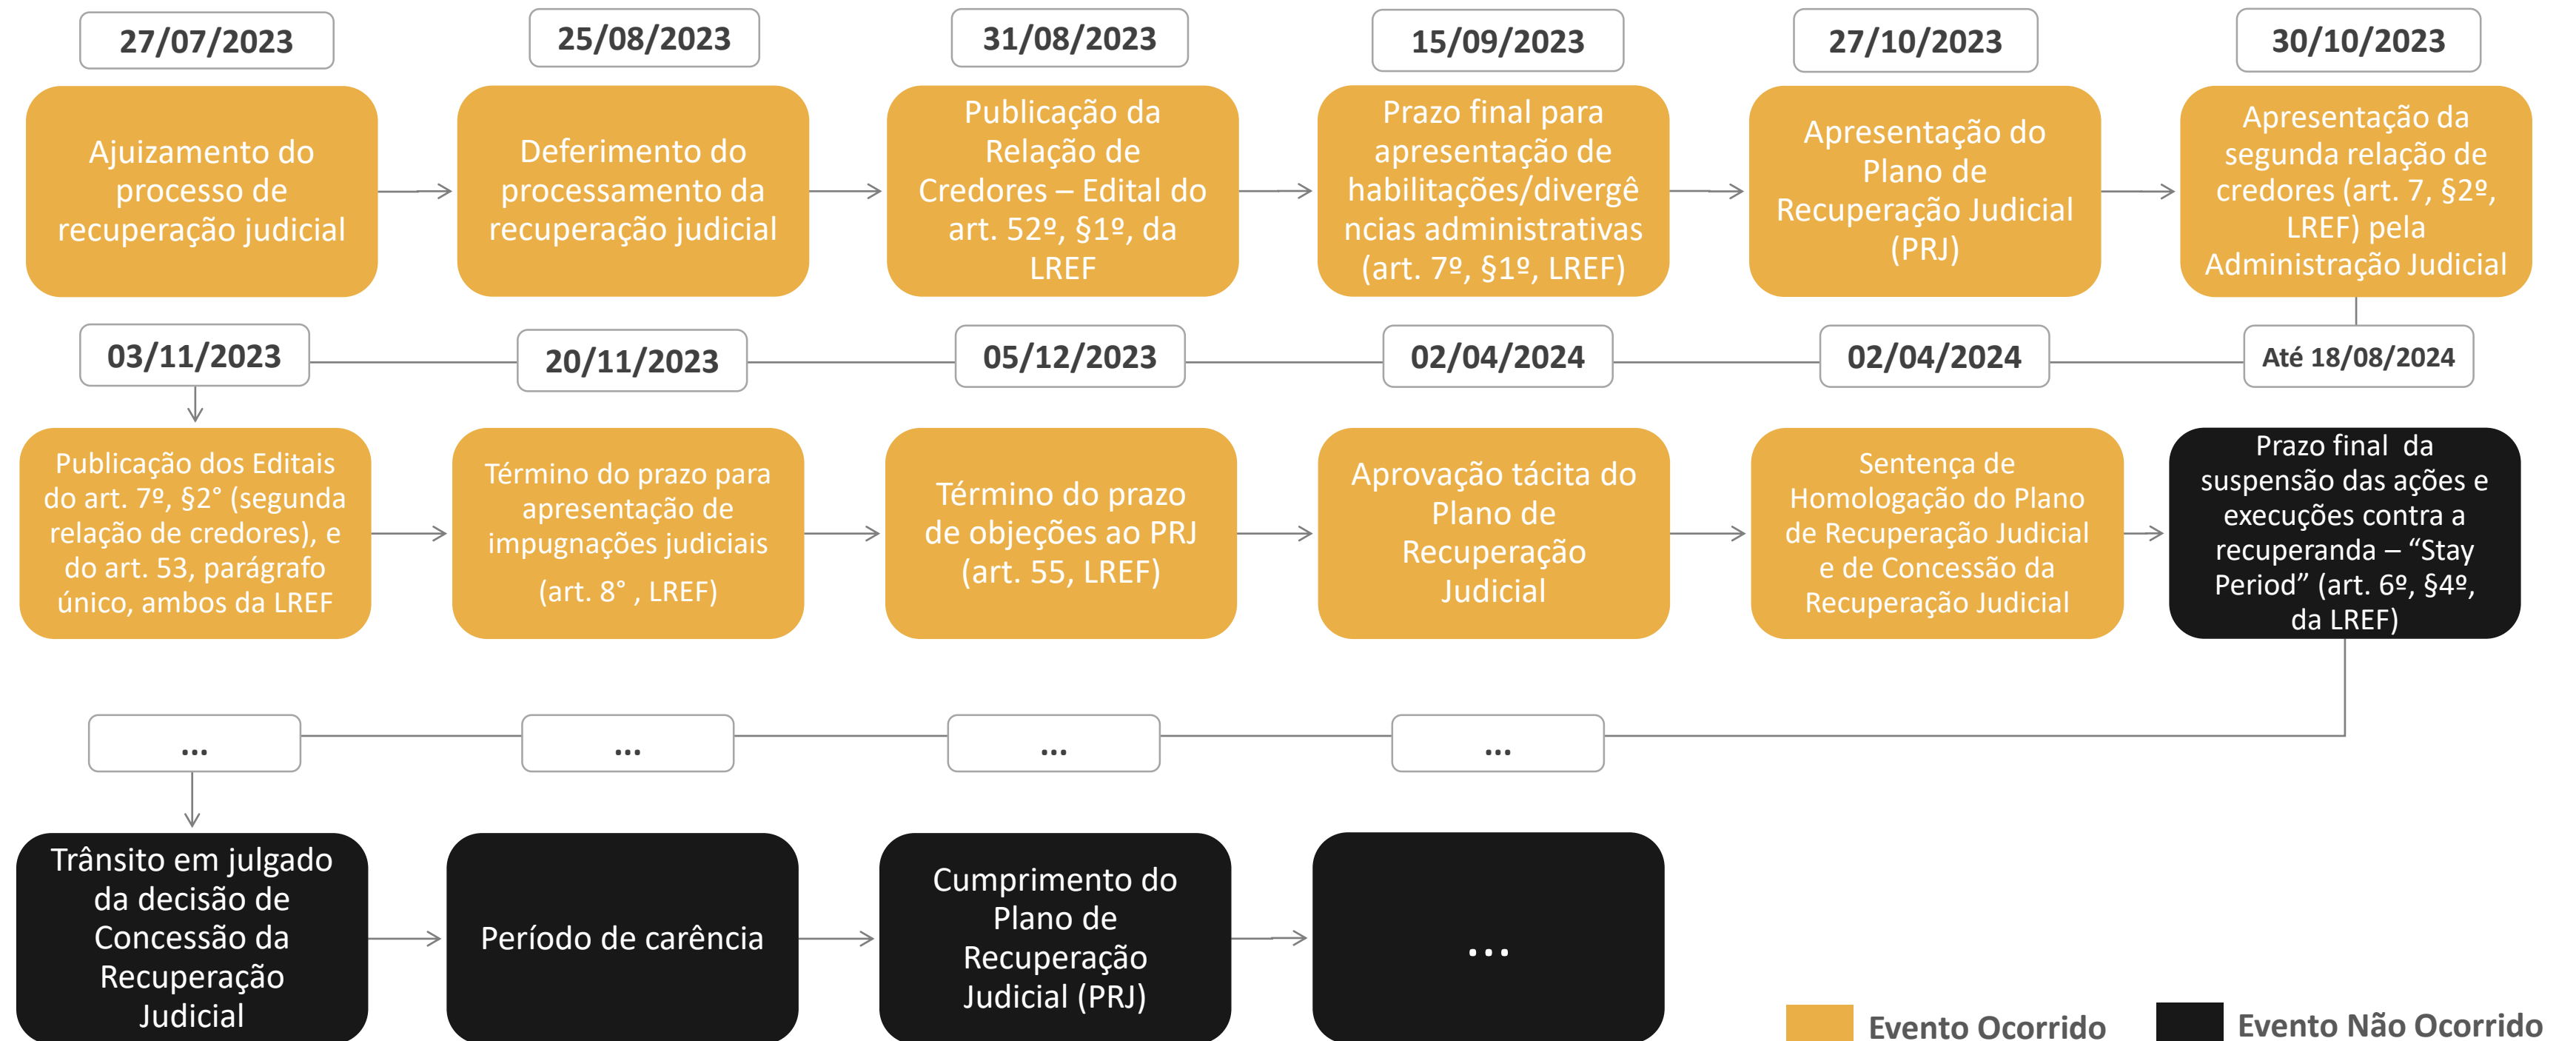 27/07/2023
Ajuizamento do
processo de
recuperação judicial
25/08/2023
Deferimento do
processamento da
recuperação judicial
31/08/2023
Publicação da
Relação de
Credores – Edital do
art. 52º, §1º, da
LREF
15/09/2023
Prazo final para
apresentação de
habilitações/divergê
ncias administrativas
(art. 7º, §1º, LREF)
27/10/2023
Apresentação do
Plano de
Recuperação Judicial
(PRJ)
30/10/2023
Apresentação da
segunda relação de
credores (art. 7, §2º,
LREF) pela
Administração Judicial
03/11/2023
Publicação dos Editais
do art. 7º, §2° (segunda
relação de credores), e
do art. 53, parágrafo
único, ambos da LREF
20/11/2023
Término do prazo para
apresentação de
impugnações judiciais
(art. 8° , LREF)
05/12/2023
Término do prazo
de objeções ao PRJ
(art. 55, LREF)
02/04/2024
Aprovação tácita do
Plano de
Recuperação
Judicial
02/04/2024
Sentença de
Homologação do Plano
de Recuperação Judicial
e de Concessão da
Recuperação Judicial
Até 18/08/2024
Prazo final da
suspensão das ações e
execuções contra a
recuperanda – “Stay
Period” (art. 6º, §4º,
da LREF)
...
Trânsito em julgado
da decisão de
Concessão da
Recuperação
Judicial
...
Período de carência
...
Cumprimento do
Plano de
Recuperação
Judicial (PRJ)
...
...
Evento Ocorrido
Evento Não Ocorrido